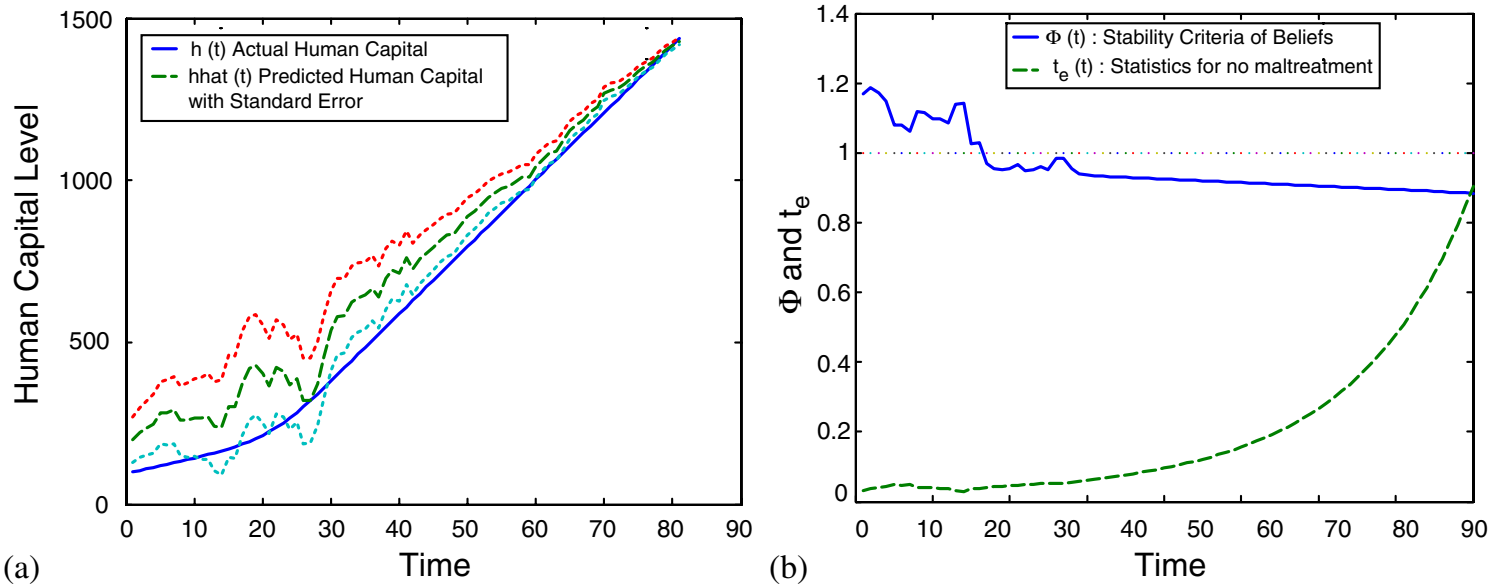 1500
1000
500
0
Human Capital Level
h (t) Actual Human Capital
hhat (t) Predicted Human Capital
with Standard Error
0 10 20 30 40 50 60 70 80 90
Time
(a)
1.4
1.2
1
0.8
0.6
0.4
0.2
0
Φ and te
Φ (t) : Stability Criteria of Beliefs
te (t) : Statistics for no maltreatment
0 10 20 30 40 50 60 70 80 90
Time
(b)